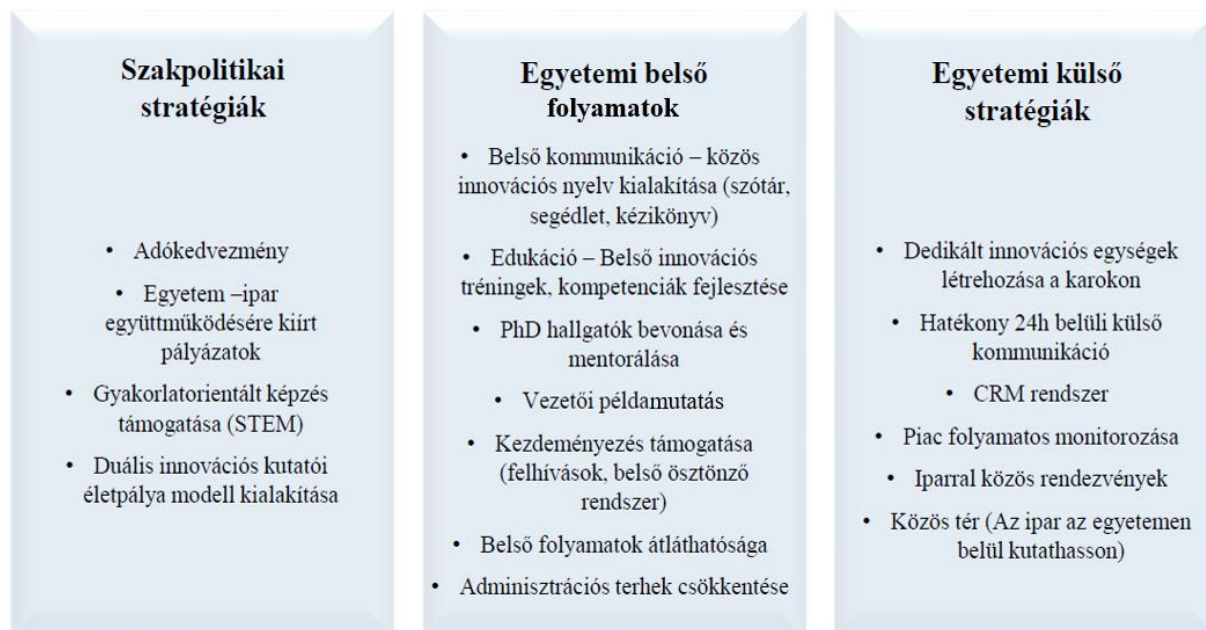 Szakpolitikai
stratégiák
• Adókedvezmény
• Egyetem –ipar
együttműködésére kiírt
pályázatok
• Gyakorlatorientált képzés
támogatása (STEM)
• Duális innovációs kutatói
életpálya modell kialakítása
Egyetemi belső
folyamatok
• Belső kommunikáció – közös
innovációs nyelv kialakítása (szótár,
segédlet, kézikönyv)
• Edukáció – Belső innovációs
tréningek, kompetenciák fejlesztése
• PhD hallgatók bevonása és
mentorálása
• Vezetői példamutatás
• Kezdeményezés támogatása
(felhívások, belső ösztönző
rendszer)
• Belső folyamatok átláthatósága
• Adminisztrációs terhek csökkentése
Egyetemi külső
stratégiák
• Dedikált innovációs egységek
létrehozása a karokon
• Hatékony 24h belüli külső
kommunikáció
• CRM rendszer
• Piac folyamatos monitorozása
• Iparral közös rendezvények
• Közös tér (Az ipar az egyetemen
belül kutathasson)